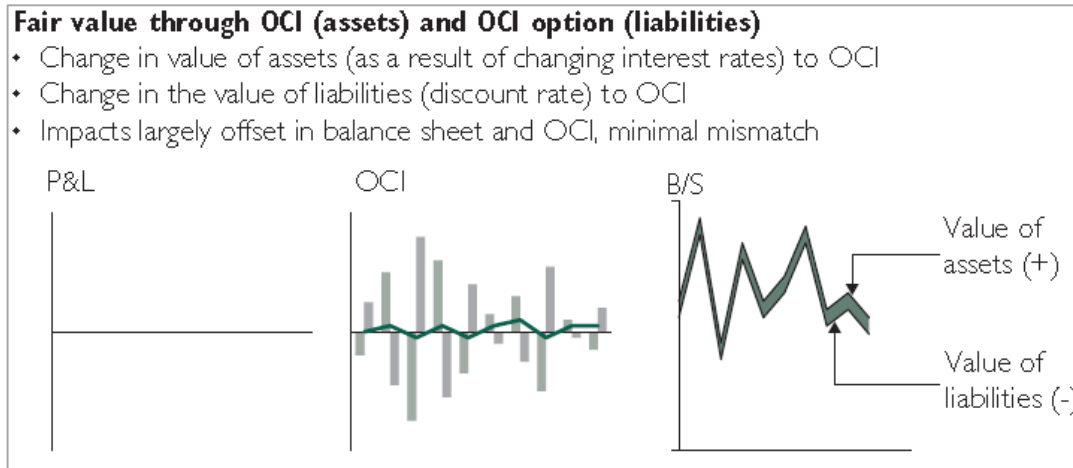 Fair value through OCI (assets) and OCI option (liabilities)
• Change in value of assets (as a result of changing interest rates) to OCI
• Change in the value of liabilities (discount rate) to OCI
• Impacts largely offset in balance sheet and OCI, minimal mismatch
P&L
OCI
B/S
Value of
assets (+)
Value of
liabilities (-)